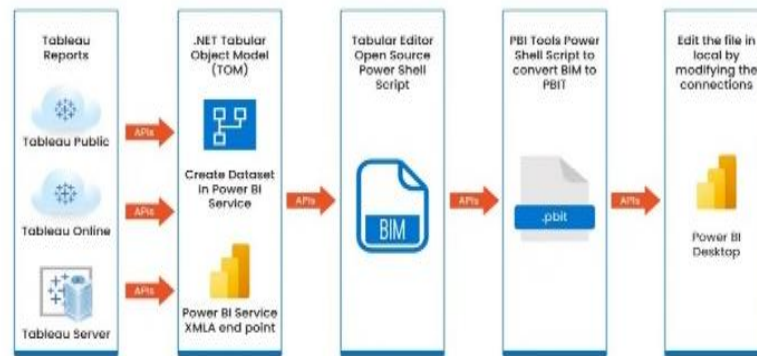 Tableau
Reports
Tableau Public
Tableau Online
Tableau Server
APIs
APIs
APIs
.NET Tabular
Object Model
(TOM)
Create Dataset
in Power BI
Service
Power BI Service
XMLA end point
APIs
Tabular Editor
Open Source
Power Shell
Script
BIM
APIs
PBI Tools Power
Shell Script to
convert BIM to
PBIT
.pbit
APIs
Edit the file in
local by
modifying the
connections
Power BI
Desktop